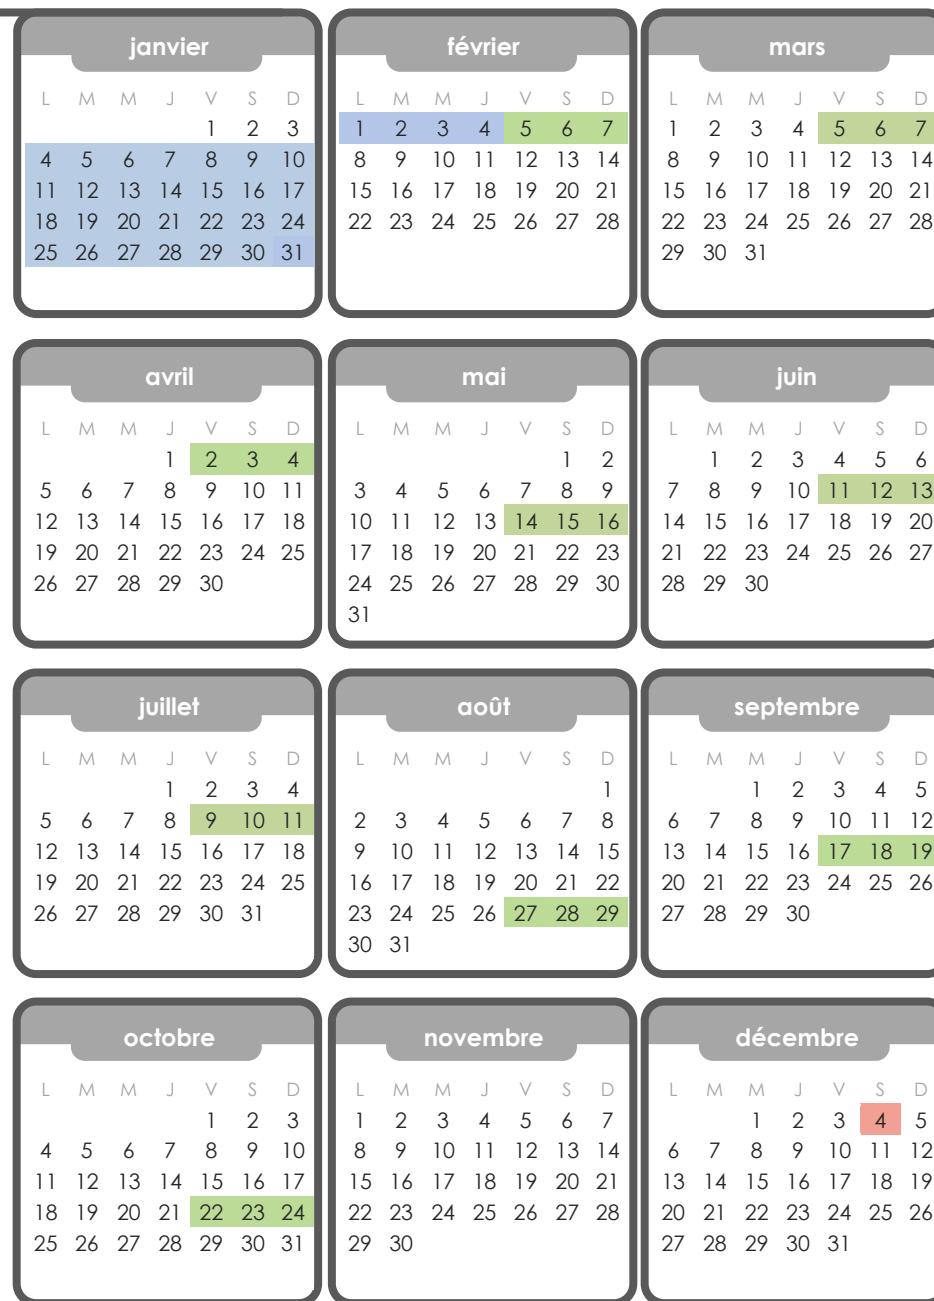 janvier
L M M J V S D
1 2 3
4 5 6 7 8 9 10
11 12 13 14 15 16 17
18 19 20 21 22 23 24
25 26 27 28 29 30 31
février
L M M J V S D
1 2 3 4 5 6 7
8 9 10 11 12 13 14
15 16 17 18 19 20 21
22 23 24 25 26 27 28
mars
L M M J V S D
1 2 3 4 5 6 7
8 9 10 11 12 13 14
15 16 17 18 19 20 21
22 23 24 25 26 27 28
29 30 31
avril
L M M J V S D
1 2 3 4
5 6 7 8 9 10 11
12 13 14 15 16 17 18
19 20 21 22 23 24 25
26 27 28 29 30
mai
L M M J V S D
1 2
3 4 5 6 7 8 9
10 11 12 13 14 15 16
17 18 19 20 21 22 23
24 25 26 27 28 29 30
31
juin
L M M J V S D
1 2 3 4 5 6
7 8 9 10 11 12 13
14 15 16 17 18 19 20
21 22 23 24 25 26 27
28 29 30
juillet
L M M J V S D
1 2 3 4
5 6 7 8 9 10 11
12 13 14 15 16 17 18
19 20 21 22 23 24 25
26 27 28 29 30 31
août
L M M J V S D
1
2 3 4 5 6 7 8
9 10 11 12 13 14 15
16 17 18 19 20 21 22
23 24 25 26 27 28 29
30 31
septembre
L M M J V S D
1 2 3 4 5
6 7 8 9 10 11 12
13 14 15 16 17 18 19
20 21 22 23 24 25 26
27 28 29 30
octobre
L M M J V S D
1 2 3
4 5 6 7 8 9 10
11 12 13 14 15 16 17
18 19 20 21 22 23 24
25 26 27 28 29 30 31
novembre
L M M J V S D
1 2 3 4 5 6 7
8 9 10 11 12 13 14
15 16 17 18 19 20 21
22 23 24 25 26 27 28
29 30
décembre
L M M J V S D
1 2 3 4 5
6 7 8 9 10 11 12
13 14 15 16 17 18 19
20 21 22 23 24 25 26
27 28 29 30 31